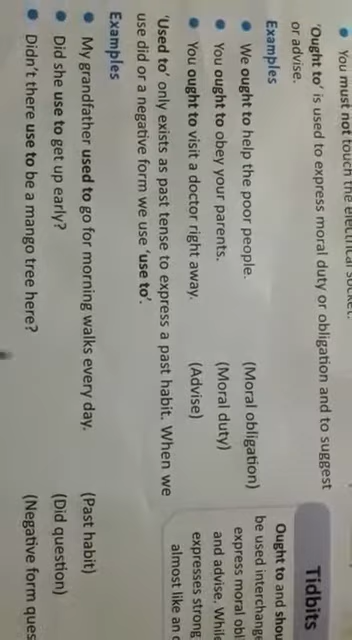 You must not touch the electrical socket.
'Ought to' is used to express moral duty or obligation and to suggest
or advise.
Examples
We ought to help the poor people. (Moral obligation)
You ought to obey your parents. (Moral duty)
You ought to visit a doctor right away. (Advise)
'Used to' only exists as past tense to express a past habit. When we
use did or a negative form we use 'use to'.
Examples
My grandfather used to go for morning walks every day. (Past habit)
Did she use to get up early? (Did question)
Didn't there use to be a mango tree here? (Negative form ques
Tidbits
Ought to and shou
be used interchan
express moral obl
and advise. While
expresses strong
almost like an o